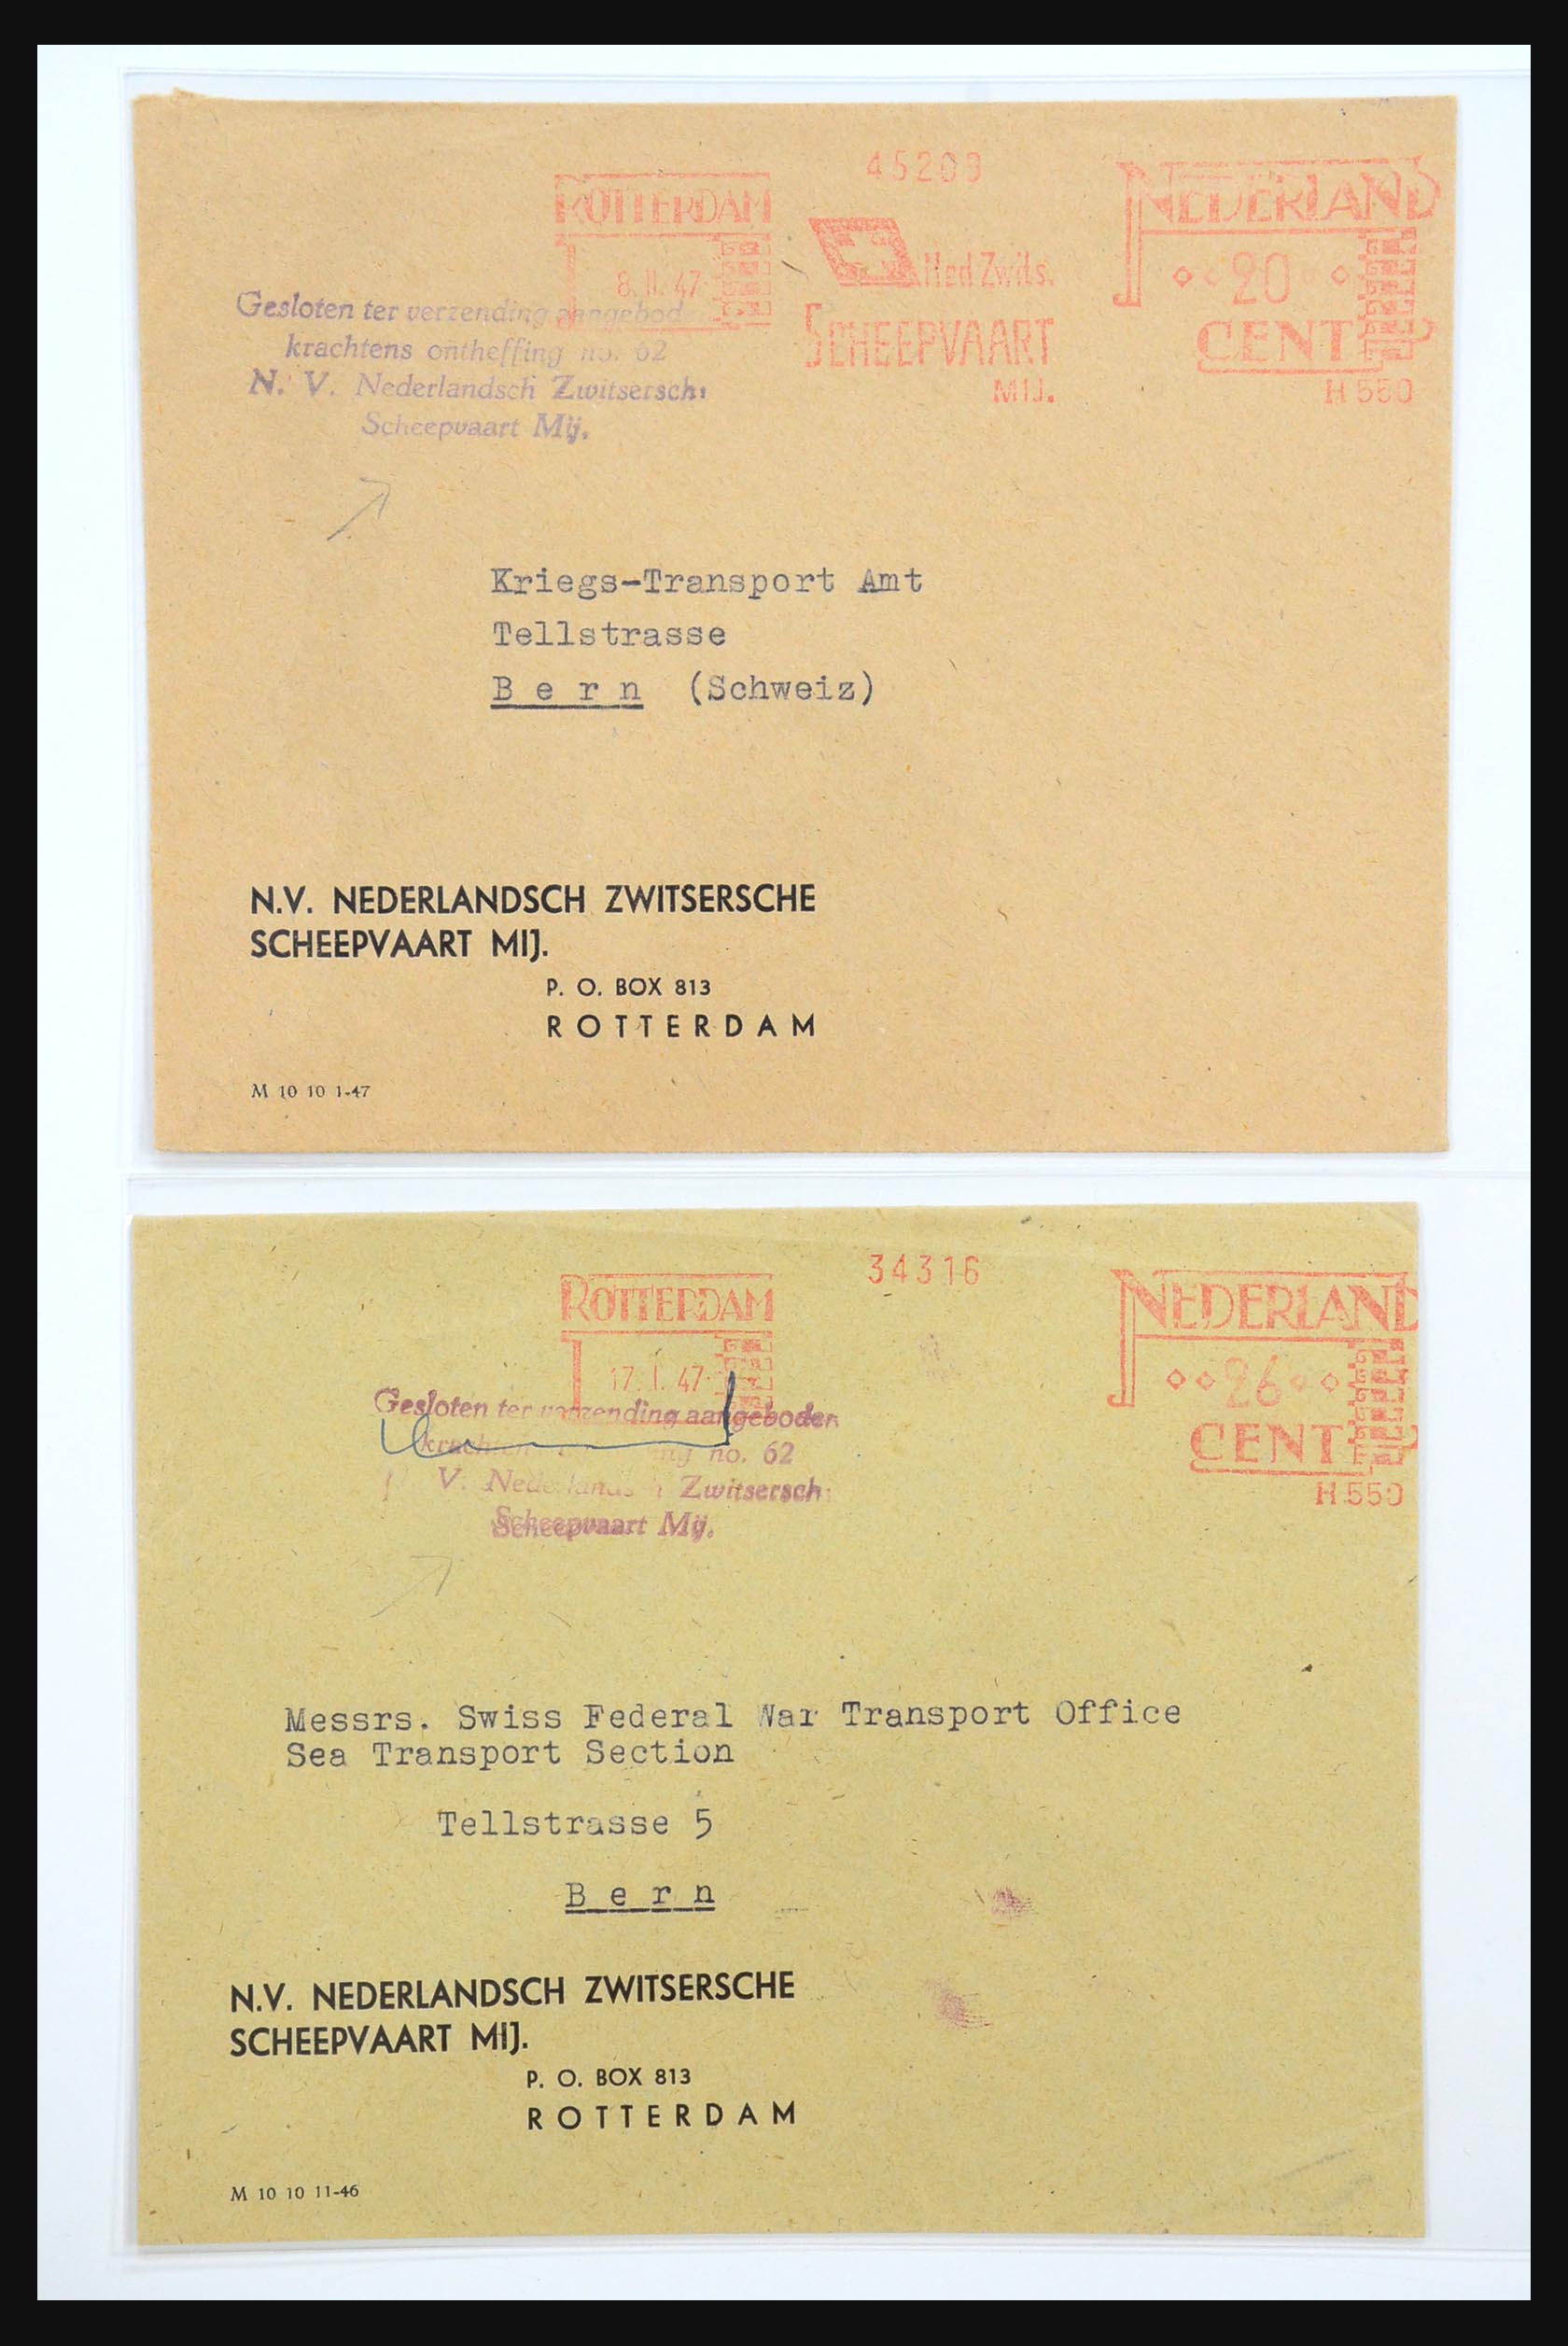 45209
ROTTERDAM
8.II.47
Ned Zwits.
SCHEEPVAART
MIJ.
NEDERLAND
20
CENT
H 550
Gesloten ter verzending aangebod
krachtens ontheffing no. 62
N. V. Nederlandsch Zwitsersch
Scheepvaart Mij.
Kriegs-Transport Amt
Tellstrasse
B e r n (Schweiz)
N.V. NEDERLANDSCH ZWITSERSCHE
SCHEEPVAART MIJ.
P. O. BOX 813
ROTTERDAM
M 10 10 1-47
34316
ROTTERDAM
17.I.47
NEDERLAND
26
CENT
H 550
Gesloten ter verzending aangeboden
no. 62
V. Nederlands Zwitsersch
Scheepvaart Mij.
Messrs. Swiss Federal War Transport Office
Sea Transport Section
Tellstrasse 5
B e r n
N.V. NEDERLANDSCH ZWITSERSCHE
SCHEEPVAART MIJ.
P. O. BOX 813
ROTTERDAM
M 10 10 11-46